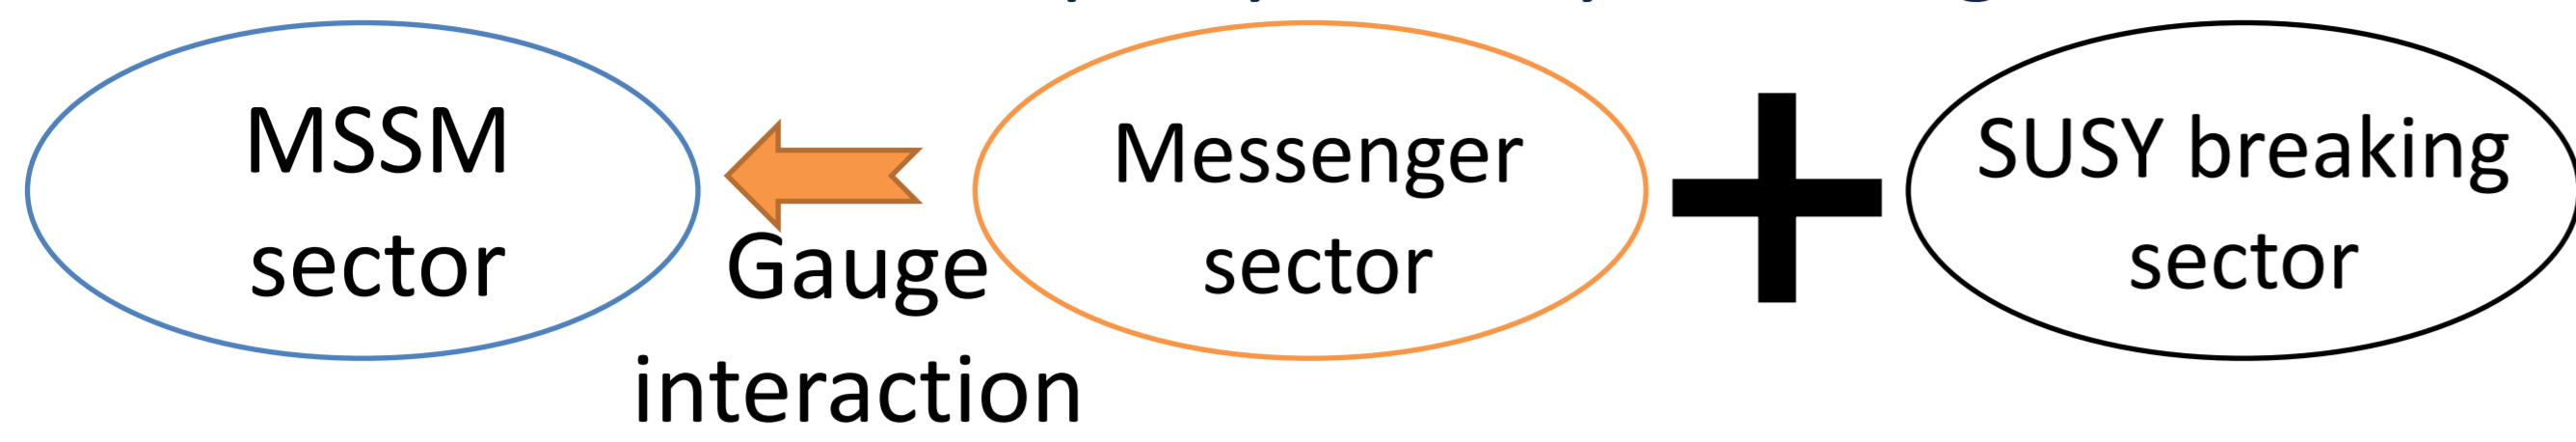 MSSM
sector
Gauge
interaction
Messenger
sector
SUSY breaking
sector